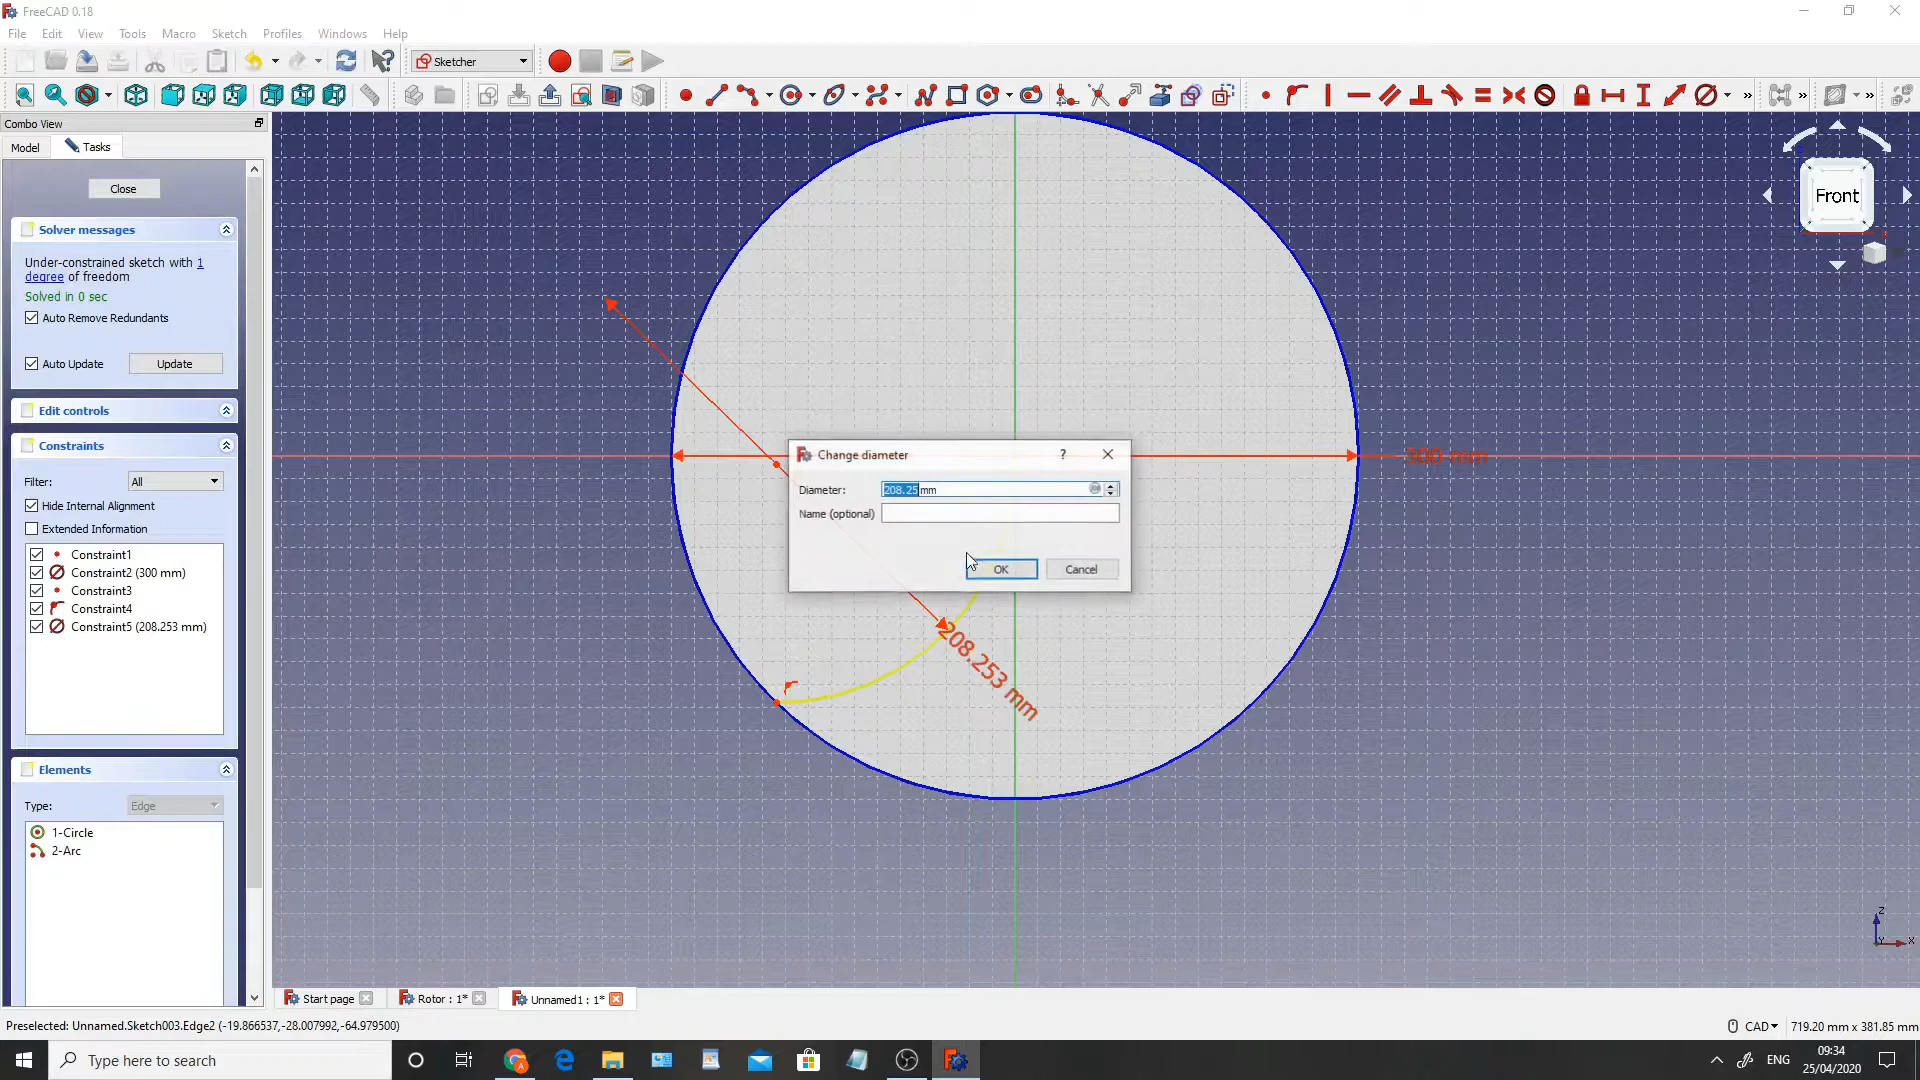 FreeCAD 0.18
File Edit View Tools Macro Sketch Profiles Windows Help
Sketcher
Combo View
Model Tasks
Close
Solver messages
Under-constrained sketch with 1
degree of freedom
Solved in 0 sec
Auto Remove Redundants
Auto Update Update
Edit controls
Constraints
Filter: All
Hide Internal Alignment
Extended Information
Constraint1
Constraint2 (300 mm)
Constraint3
Constraint4
Constraint5 (208.253 mm)
Elements
Type: Edge
1-Circle
2-Arc
Front
300 mm
Change diameter ?
Diameter: 208.25 mm
Name (optional)
OK Cancel
208.253 mm
Z
Y X
Start page Rotor : 1* Unnamed1 : 1*
Preselected: Unnamed.Sketch003.Edge2 (-19.866537,-28.007992,-64.979500)
CAD 719.20 mm x 381.85 mm
Type here to search
ENG
09:34
25/04/2020